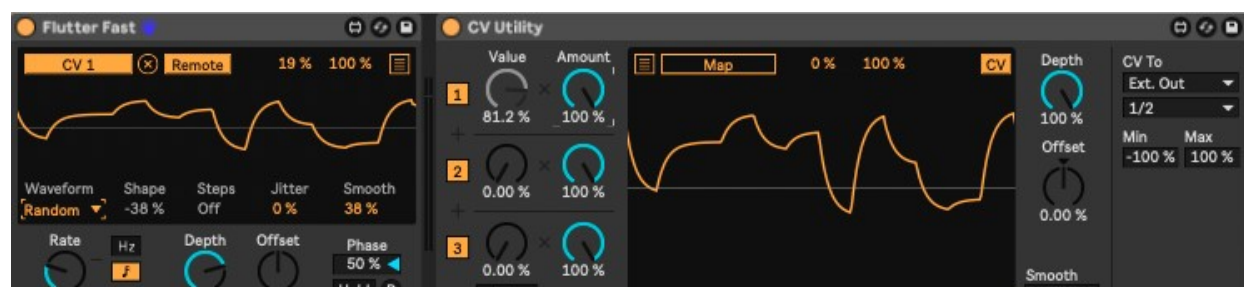 Flutter Fast
CV 1 Remote 19 % 100 %
Waveform Shape Steps Jitter Smooth
Random -38 % Off 0 % 38 %
Rate Hz Depth Offset Phase
50 %
CV Utility
Value Amount
1
81.2 % 100 %
2
0.00 % 100 %
3
0.00 % 100 %
Map 0 % 100 % CV
Depth
100 %
Offset
0.00 %
Smooth
CV To
Ext. Out
1/2
Min Max
-100 % 100 %